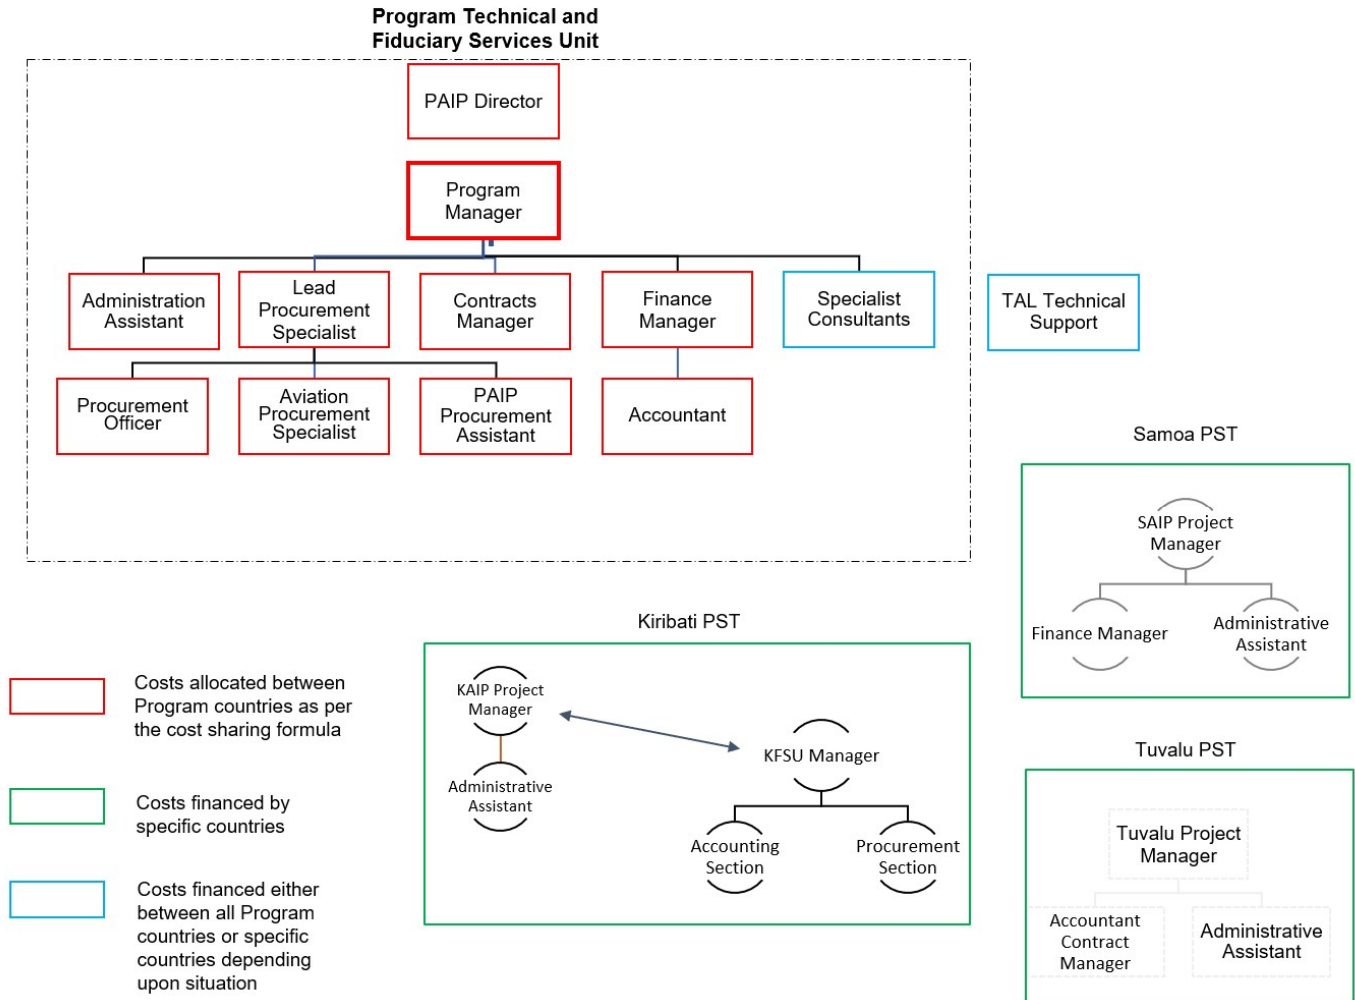 Program Technical and
Fiduciary Services Unit
PAIP Director
Program
Manager
Administration
Assistant
Lead
Procurement
Specialist
Contracts
Manager
Finance
Manager
Specialist
Consultants
TAL Technical
Support
Procurement
Officer
Aviation
Procurement
Specialist
PAIP
Procurement
Assistant
Accountant
Samoa PST
SAIP Project
Manager
Finance Manager
Administrative
Assistant
Kiribati PST
KAIP Project
Manager
Administrative
Assistant
KFSU Manager
Accounting
Section
Procurement
Section
Tuvalu PST
Tuvalu Project
Manager
Accountant
Contract
Manager
Administrative
Assistant
Costs allocated between
Program countries as per
the cost sharing formula
Costs financed by
specific countries
Costs financed either
between all Program
countries or specific
countries depending
upon situation